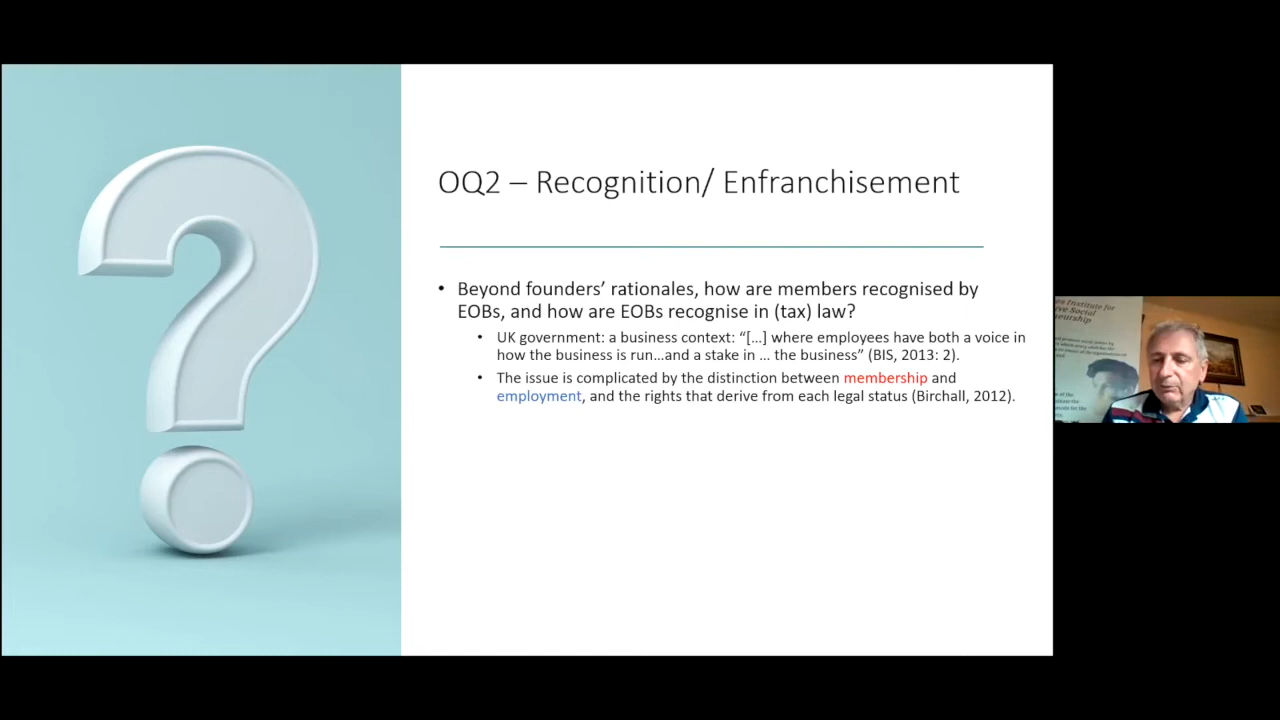 OQ2 – Recognition/ Enfranchisement
• Beyond founders’ rationales, how are members recognised by
EOBs, and how are EOBs recognise in (tax) law?
• UK government: a business context: “[…] where employees have both a voice in
how the business is run…and a stake in … the business” (BIS, 2013: 2).
• The issue is complicated by the distinction between membership and
employment, and the rights that derive from each legal status (Birchall, 2012).
Institute for
Social